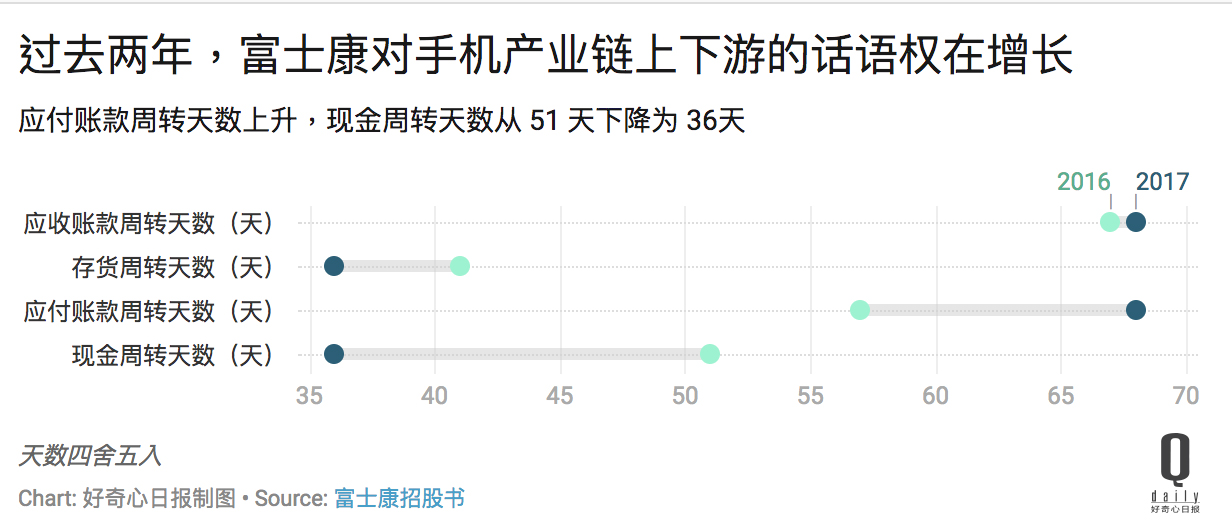 过去两年，富士康对手机产业链上下游的话语权在增长
应付账款周转天数上升，现金周转天数从 51 天下降为 36天
2016 2017
应收账款周转天数（天）
存货周转天数（天）
应付账款周转天数（天）
现金周转天数（天）
35 40 45 50 55 60 65 70
天数四舍五入
Chart: 好奇心日报制图 • Source: 富士康招股书
Q
daily
好奇心日报